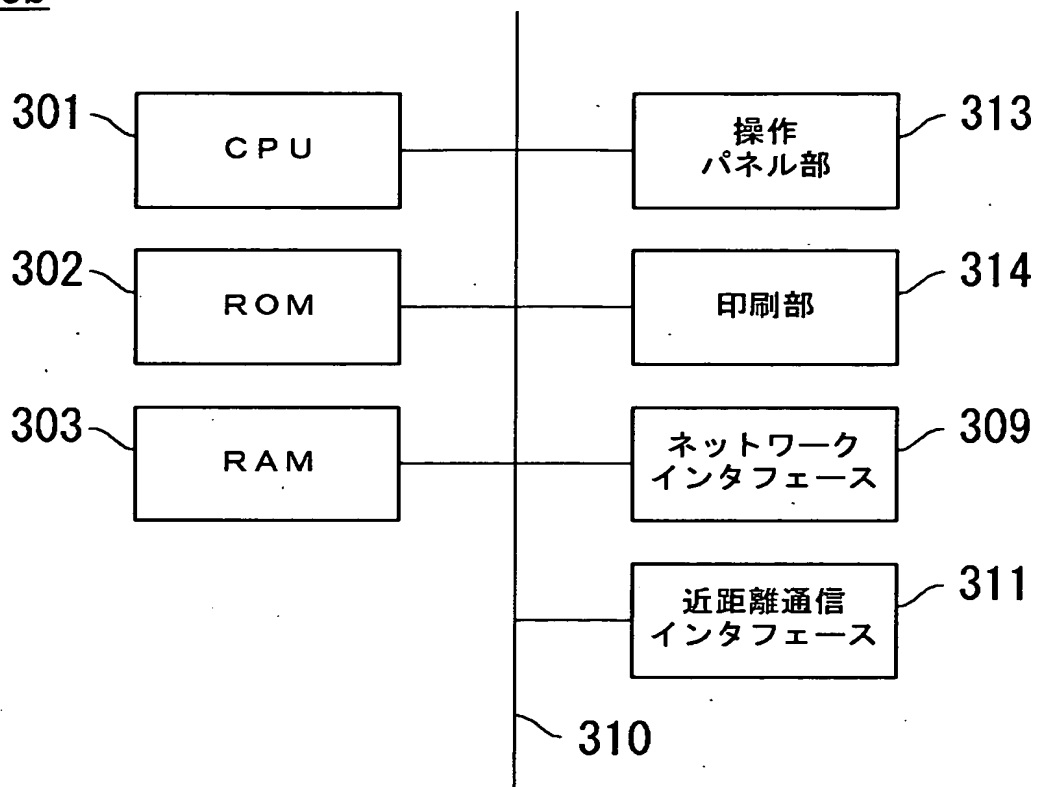 301
CPU
操作
パネル部
313
302
ROM
印刷部
314
303
RAM
ネットワーク
インタフェース
309
近距離通信
インタフェース
311
310